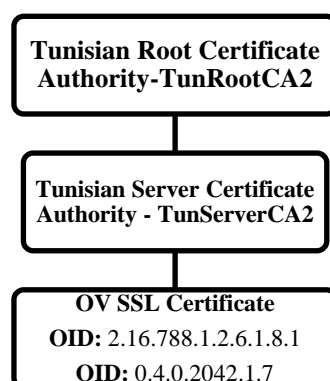 Tunisian Root Certificate
Authority-TunRootCA2
Tunisian Server Certificate
Authority - TunServerCA2
OV SSL Certificate
OID: 2.16.788.1.2.6.1.8.1
OID: 0.4.0.2042.1.7